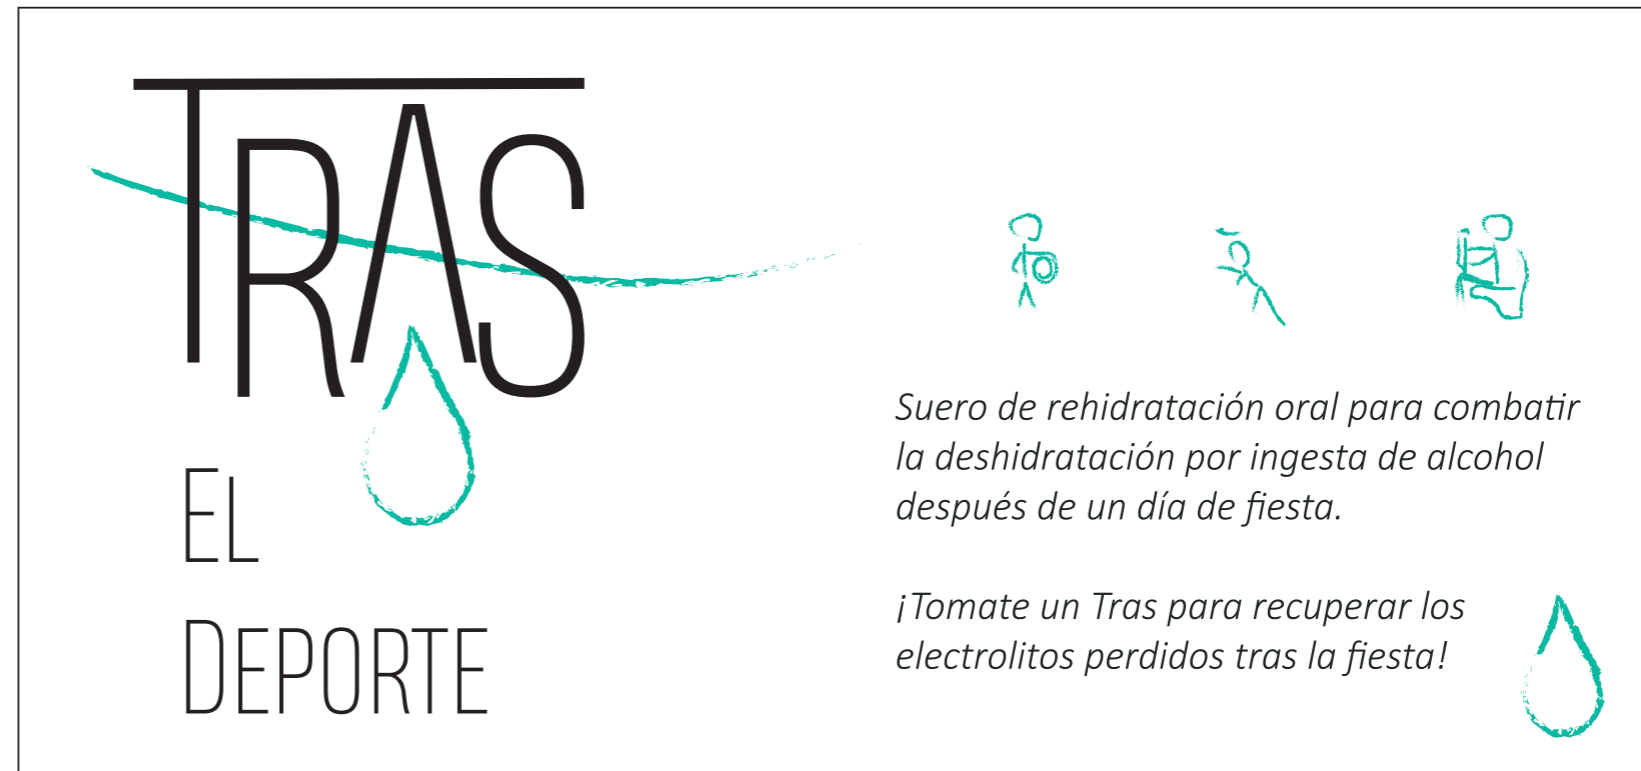 TRAS
EL
DEPORTE
Suero de rehidratación oral para combatir
la deshidratación por ingesta de alcohol
después de un día de fiesta.
¡Tomate un Tras para recuperar los
electrolitos perdidos tras la fiesta!